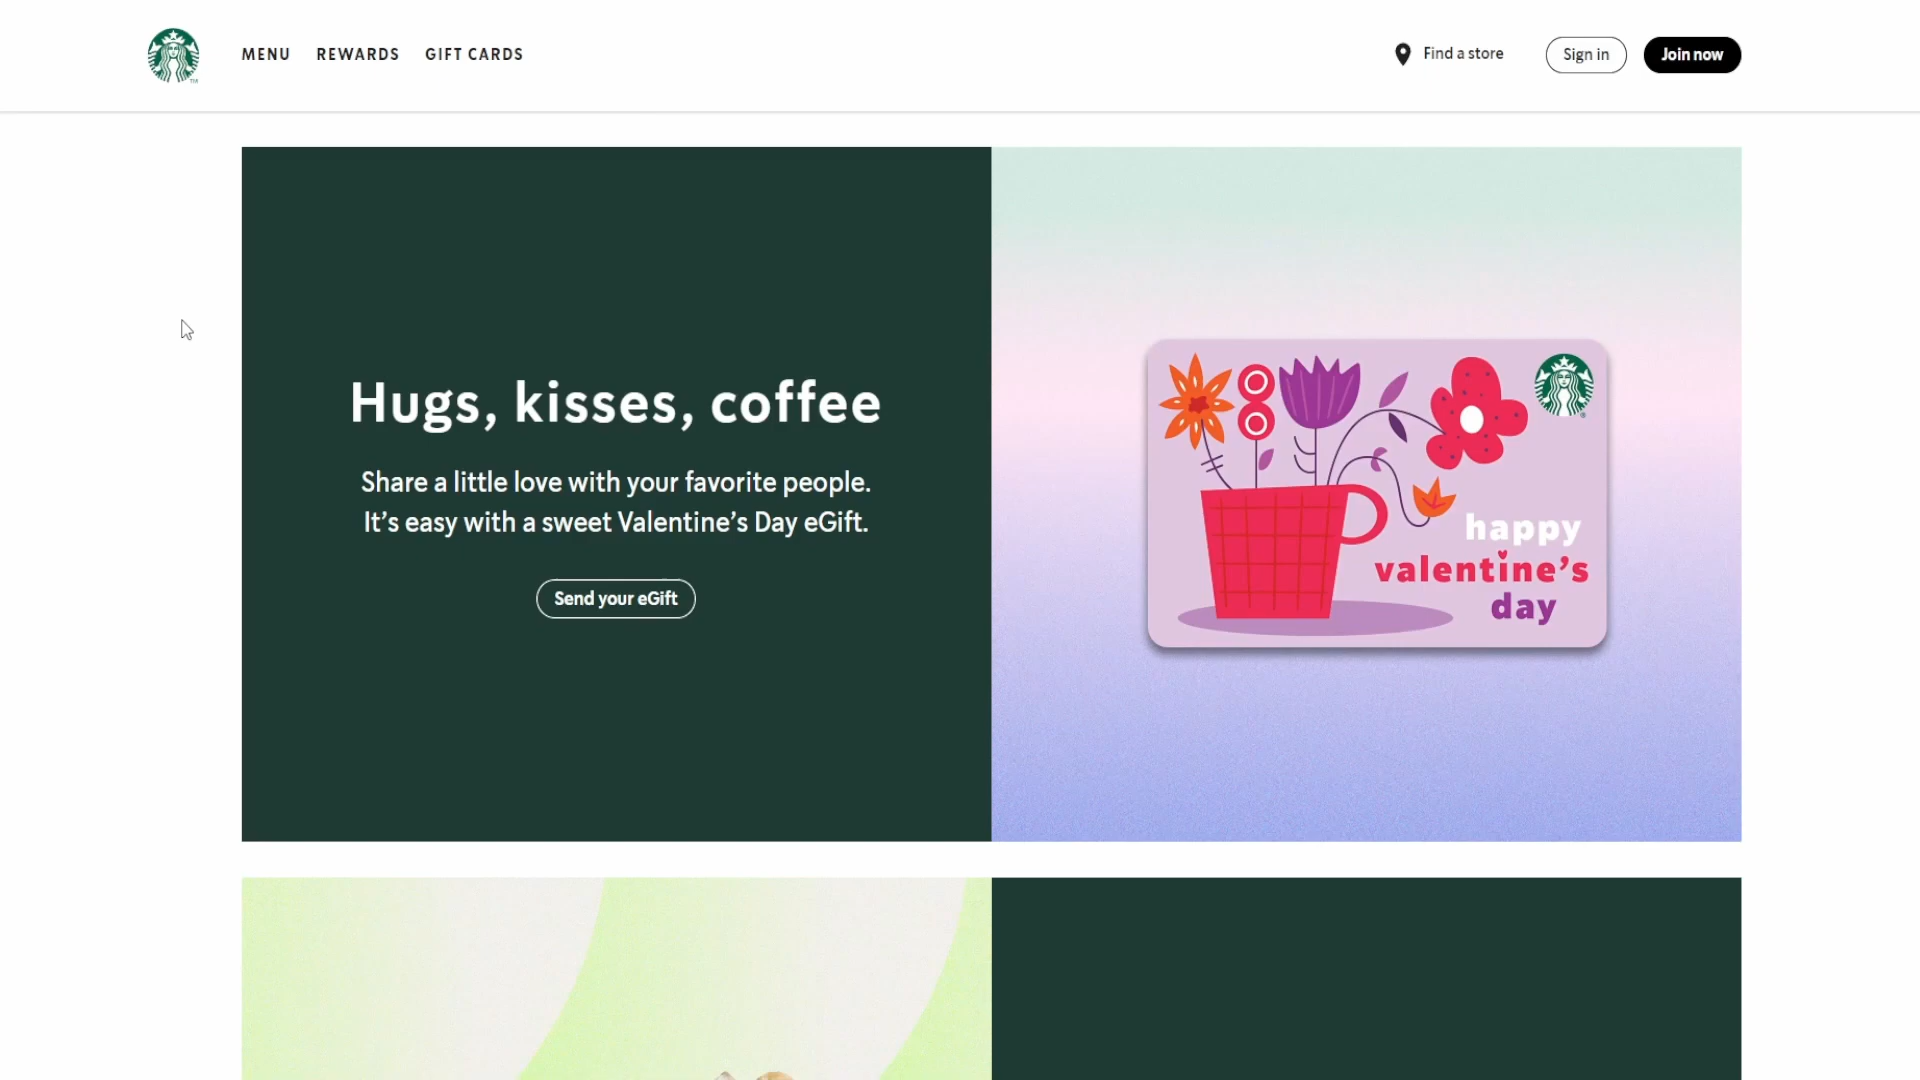 MENU REWARDS GIFT CARDS Find a store Sign in Join now
Hugs, kisses, coffee
Share a little love with your favorite people.
It’s easy with a sweet Valentine’s Day eGift.
Send your eGift
happy
valentine’s
day